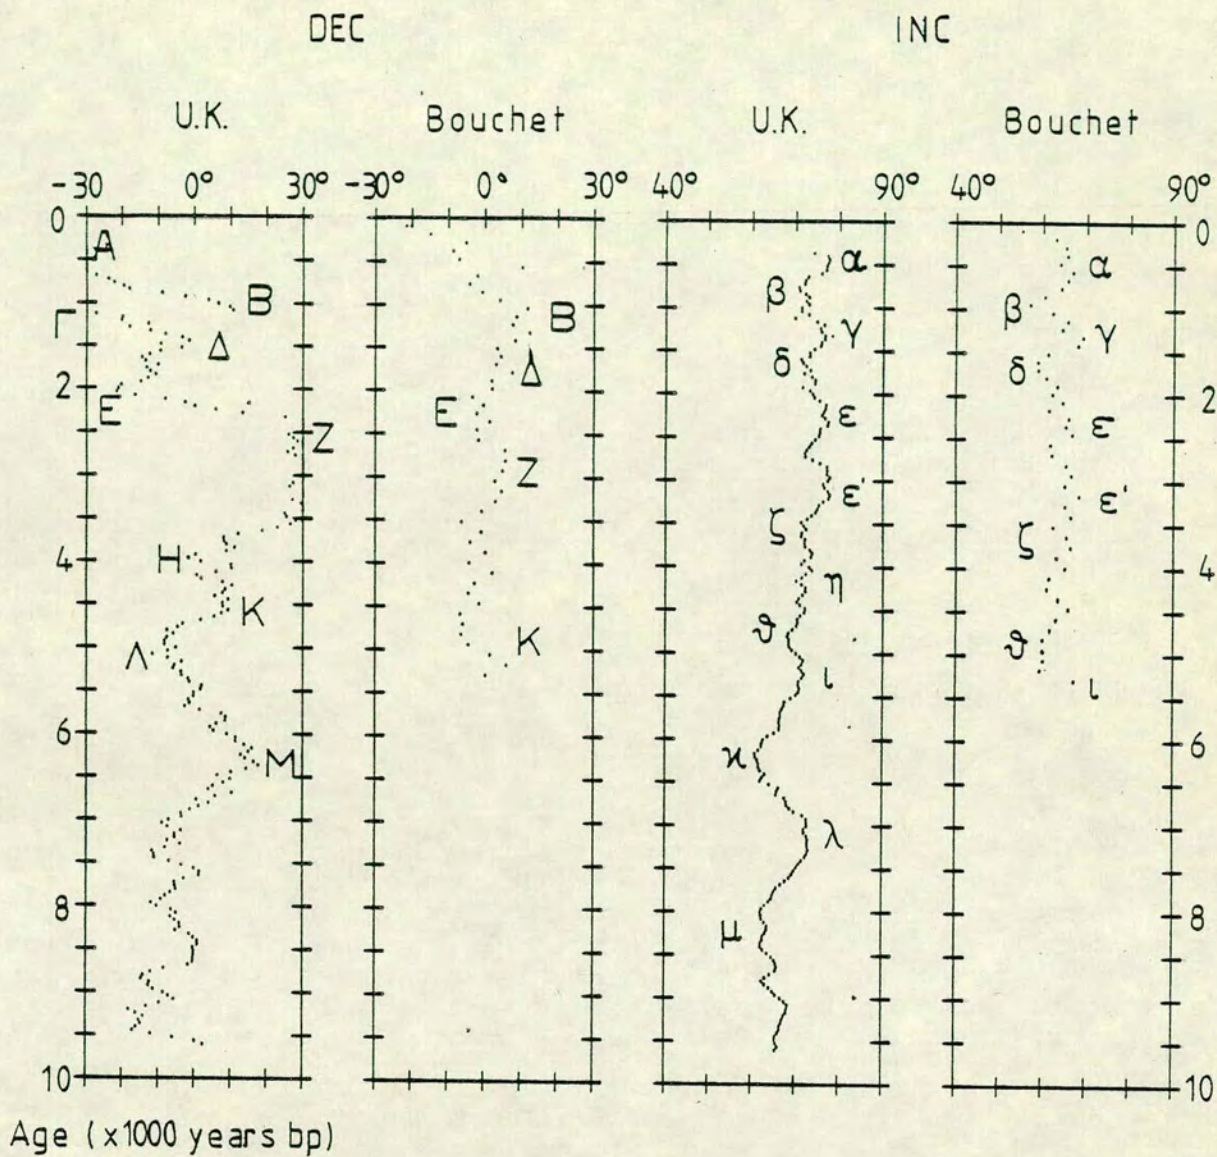 DEC INC
U.K. Bouchet U.K. Bouchet
-30 0° 30° -30° 0° 30° 40° 90° 40° 90°
0 0
A α α
B β B β
Γ Δ γ γ
δ Δ δ
2 2
E E ε ε
Z Z ε' ε'
ζ ζ
4 H 4
K η
Λ K ϑ ϑ
ι ι
6 6
M ϰ
λ
8 8
μ
10 10
Age (x1000 years bp)